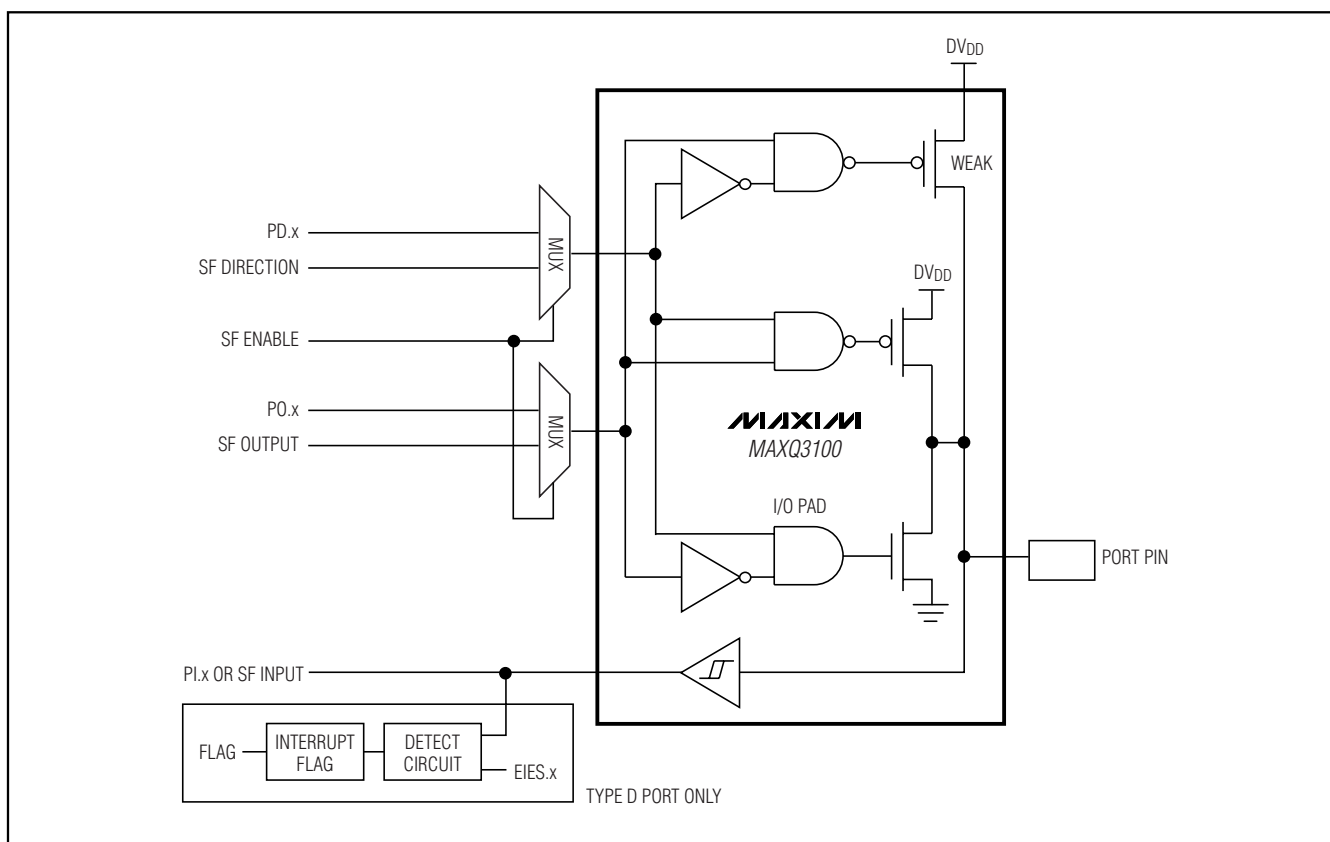 DVDD
WEAK
PD.x
MUX
SF DIRECTION
DVDD
SF ENABLE
PO.x
MUX
SF OUTPUT
MAXIM
MAXQ3100
I/O PAD
PORT PIN
PI.x OR SF INPUT
FLAG
INTERRUPT
FLAG
DETECT
CIRCUIT
EIES.x
TYPE D PORT ONLY